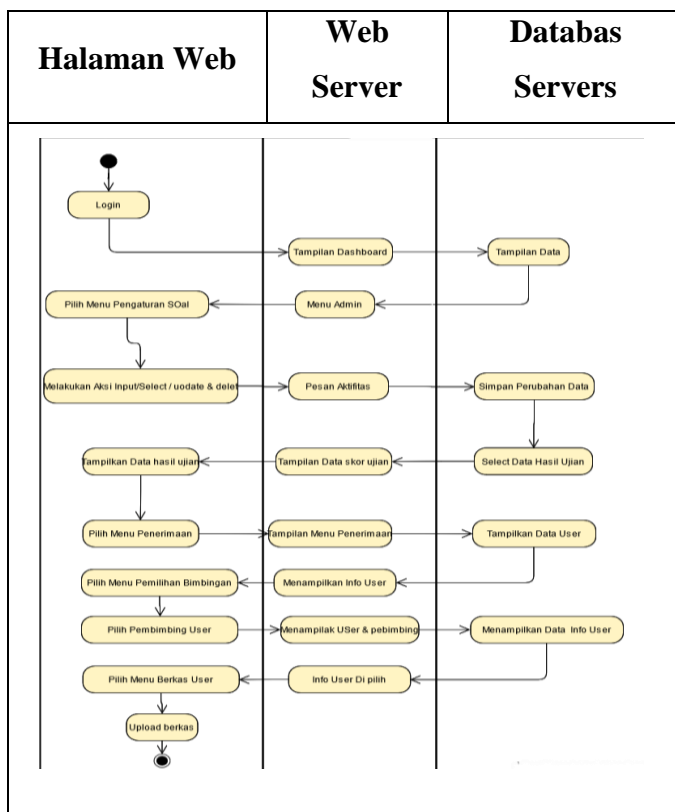 Halaman Web
Web
Server
Databas
Servers
Login
Tampilan Dashboard
Tampilan Data
Pilih Menu Pengaturan SOal
Menu Admin
Melakukan Aksi Input/Select / uodate & delet
Pesan Aktifitas
Simpan Perubahan Data
Tampilkan Data hasil ujian
Tampilan Data skor ujian
Select Data Hasil Ujian
Pilih Menu Penerimaan
Tampilan Menu Penerimaan
Tampilkan Data User
Pilih Menu Pemilihan Bimbingan
Menampilkan Info User
Pilih Pembimbing User
Menampilak USer & pebimbing
Menampilkan Data Info User
Pilih Menu Berkas User
Info User Di pilih
Upload berkas